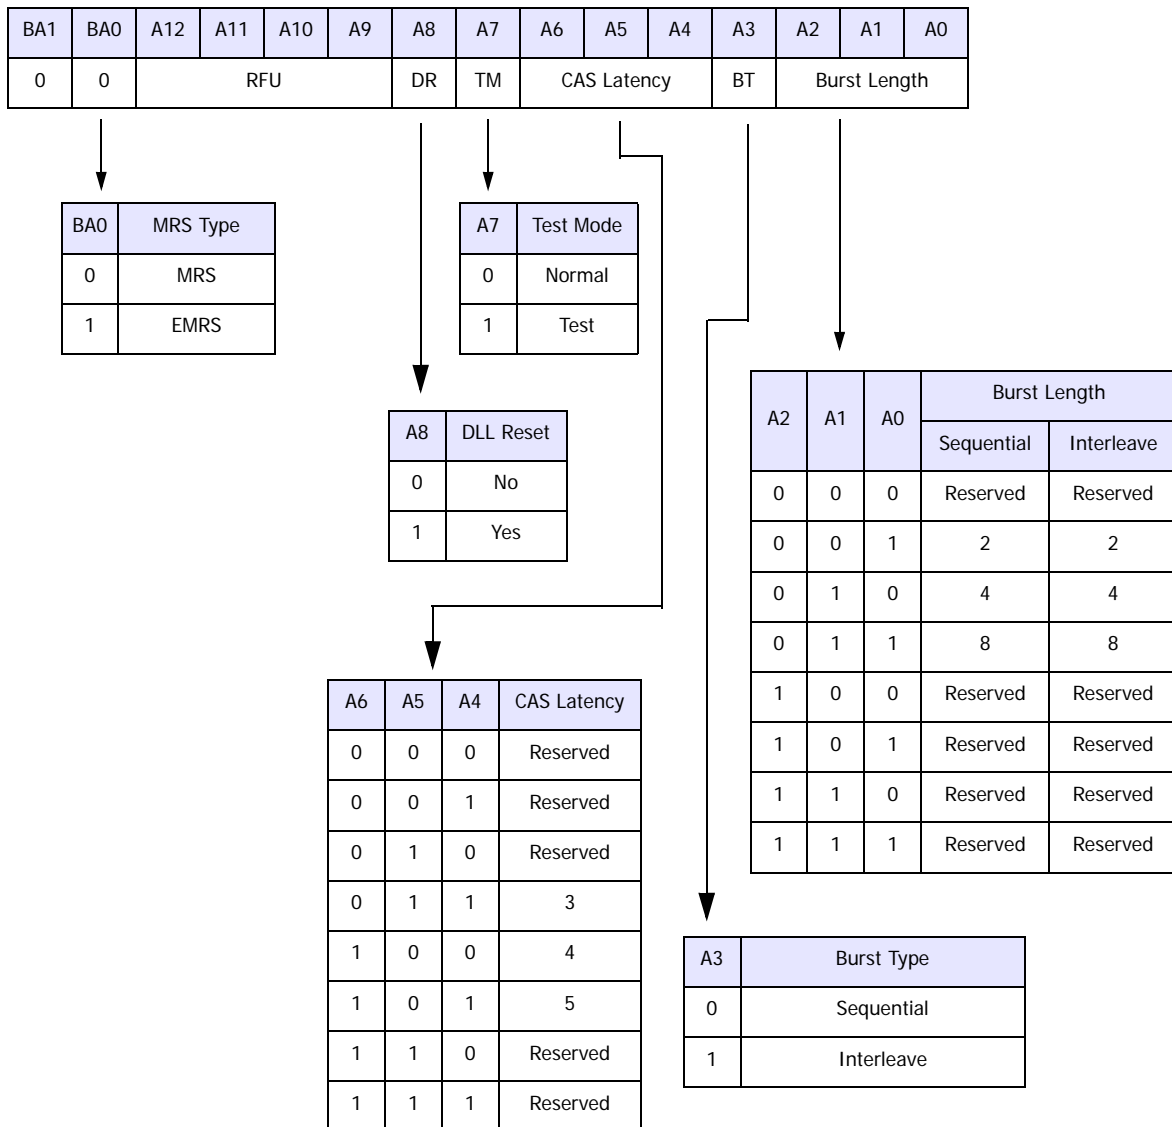 BA1 BA0 A12 A11 A10 A9 A8 A7 A6 A5 A4 A3 A2 A1 A0
0 0 RFU DR TM CAS Latency BT Burst Length
BA0 MRS Type
0 MRS
1 EMRS
A7 Test Mode
0 Normal
1 Test
A8 DLL Reset
0 No
1 Yes
A2 A1 A0 Burst Length
Sequential Interleave
0 0 0 Reserved Reserved
0 0 1 2 2
0 1 0 4 4
0 1 1 8 8
1 0 0 Reserved Reserved
1 0 1 Reserved Reserved
1 1 0 Reserved Reserved
1 1 1 Reserved Reserved
A6 A5 A4 CAS Latency
0 0 0 Reserved
0 0 1 Reserved
0 1 0 Reserved
0 1 1 3
1 0 0 4
1 0 1 5
1 1 0 Reserved
1 1 1 Reserved
A3 Burst Type
0 Sequential
1 Interleave